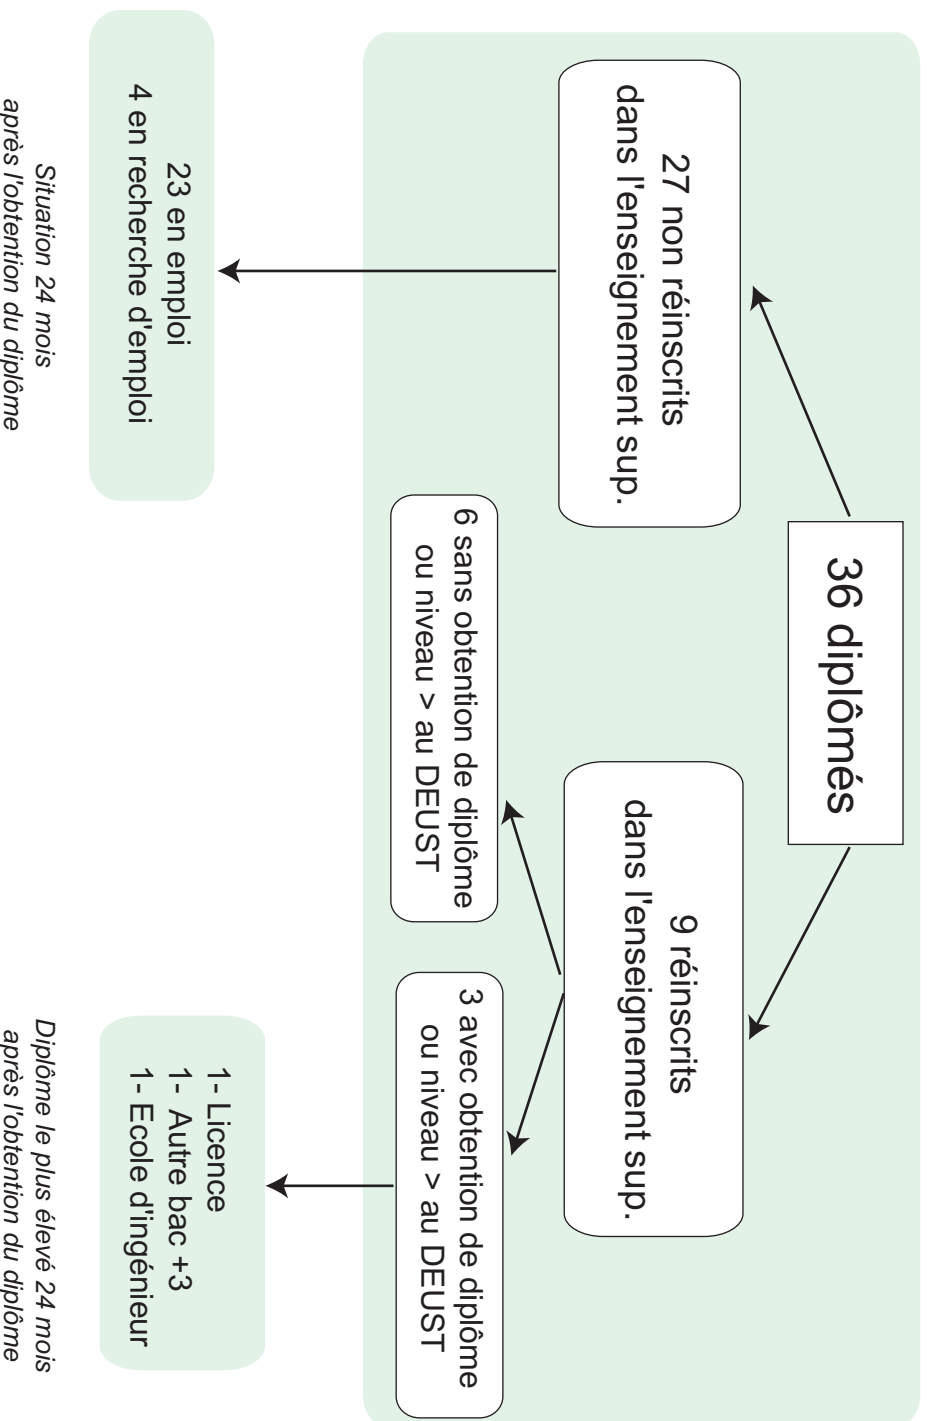 36 diplômés
27 non réinscrits
dans l'enseignement sup.
9 réinscrits
dans l'enseignement sup.
6 sans obtention de diplôme
ou niveau > au DEUST
3 avec obtention de diplôme
ou niveau > au DEUST
23 en emploi
4 en recherche d'emploi
1- Licence
1- Autre bac +3
1- Ecole d'ingénieur
Situation 24 mois
après l'obtention du diplôme
Diplôme le plus élevé 24 mois
après l'obtention du diplôme